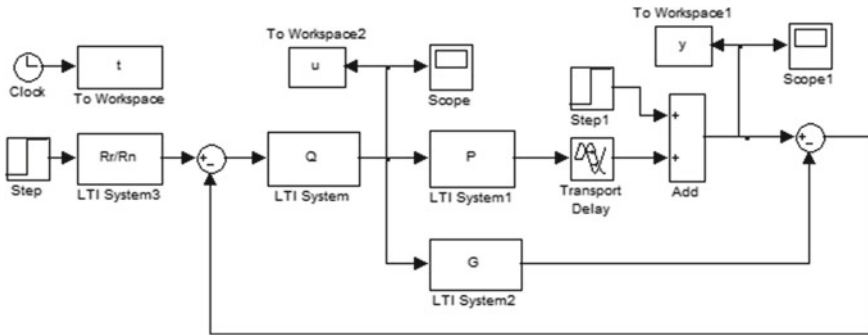 To Workspace1
To Workspace2
t
u
y
Clock
To Workspace
Scope
Scope1
Step1
Rr/Rn
+
-
Q
P
+
+
+
-
Step
LTI System3
LTI System
LTI System1
Transport
Delay
Add
G
LTI System2